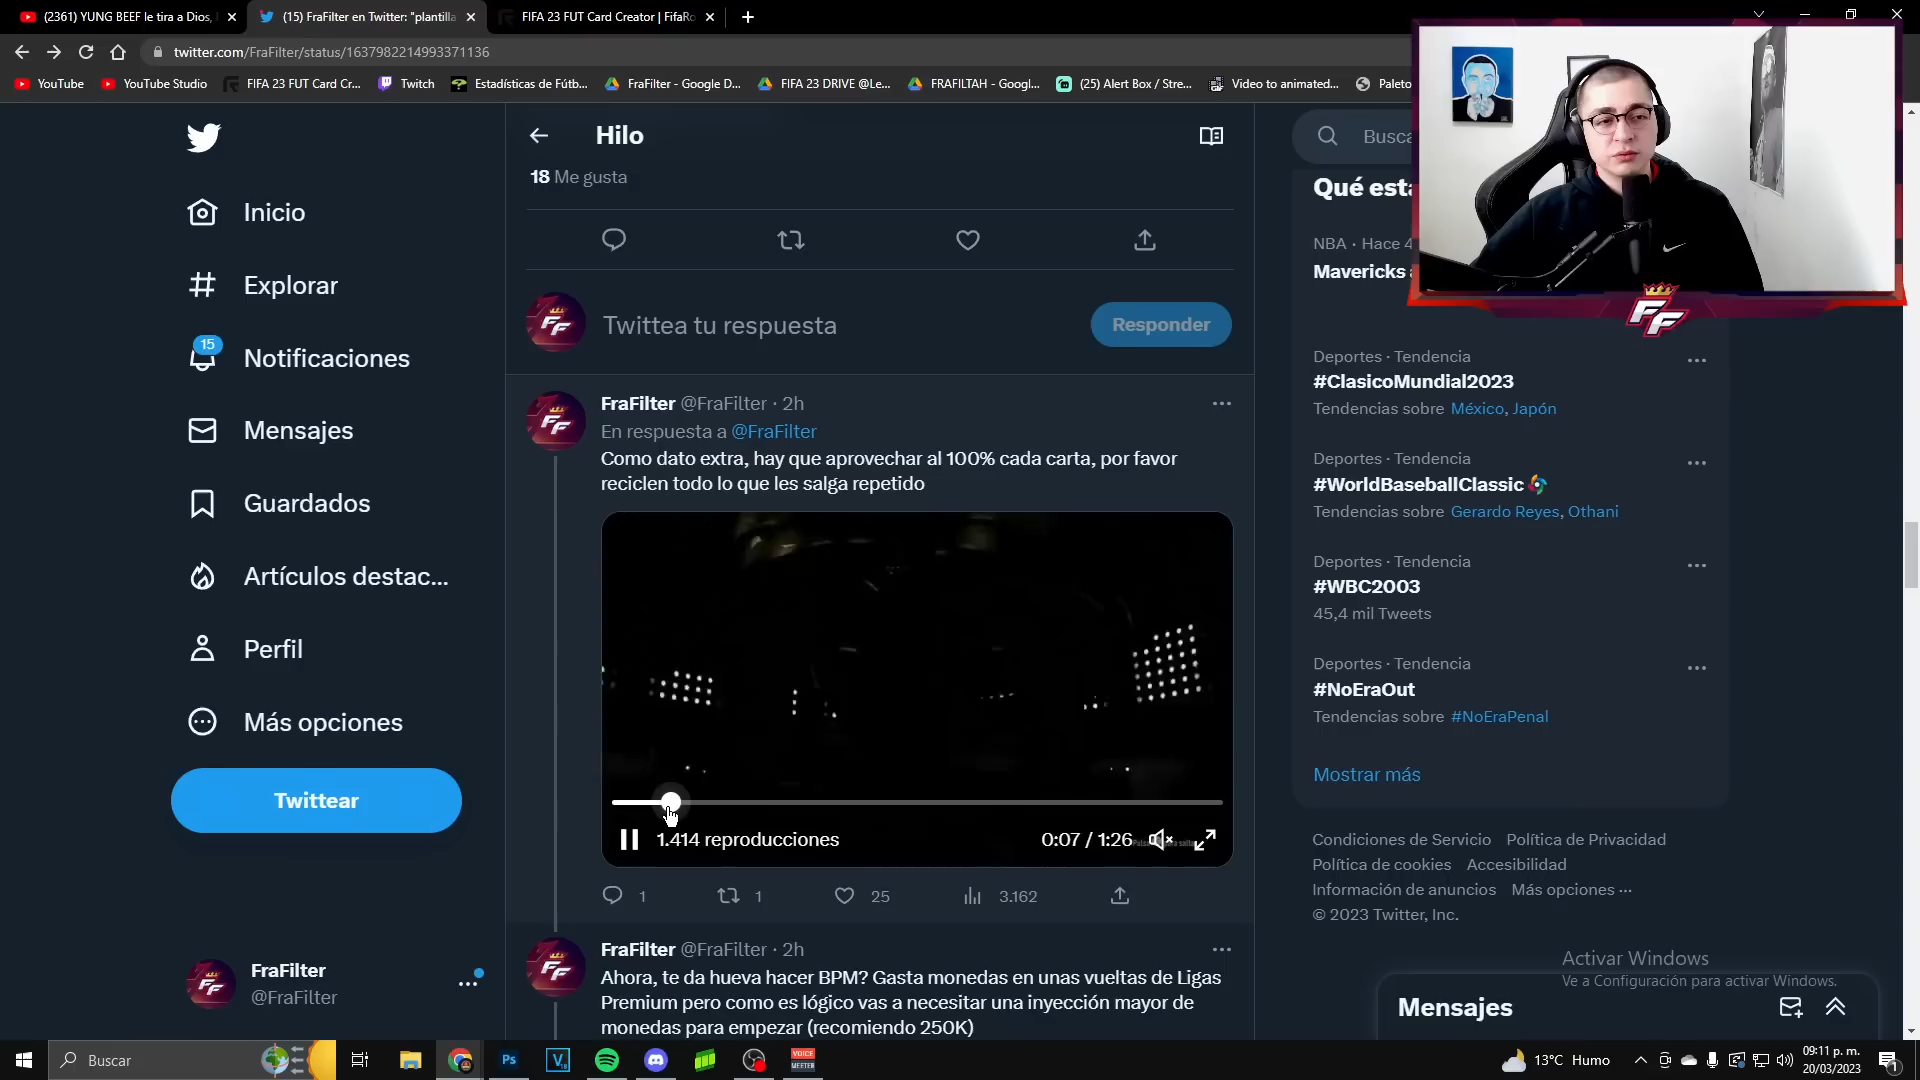 (2361) YUNG BEEF le tira a Dios,
(15) FraFilter en Twitter: "plantilla
FIFA 23 FUT Card Creator | FifaRo
twitter.com/FraFilter/status/1637982214993371136
YouTube
YouTube Studio
FIFA 23 FUT Card Cr...
Twitch
Estadísticas de Fútb...
FraFilter - Google D...
FIFA 23 DRIVE @Le...
FRAFILTAH - Googl...
(25) Alert Box / Stre...
Video to animated...
Paleto
Inicio
Explorar
15
Notificaciones
Mensajes
Guardados
Artículos destac...
Perfil
Más opciones
Twittear
FraFilter
@FraFilter
Hilo
18 Me gusta
Twittea tu respuesta
Responder
FraFilter @FraFilter · 2h
En respuesta a @FraFilter
Como dato extra, hay que aprovechar al 100% cada carta, por favor
reciclen todo lo que les salga repetido
1.414 reproducciones
0:07 / 1:26
1
1
25
3.162
FraFilter @FraFilter · 2h
Ahora, te da hueva hacer BPM? Gasta monedas en unas vueltas de Ligas
Premium pero como es lógico vas a necesitar una inyección mayor de
monedas para empezar (recomiendo 250K)
Busca
Qué est
NBA · Hace 4
Mavericks
FF
Deportes · Tendencia
#ClasicoMundial2023
Tendencias sobre México, Japón
Deportes · Tendencia
#WorldBaseballClassic
Tendencias sobre Gerardo Reyes, Othani
Deportes · Tendencia
#WBC2003
45,4 mil Tweets
Deportes · Tendencia
#NoEraOut
Tendencias sobre #NoEraPenal
Mostrar más
Condiciones de Servicio Política de Privacidad
Política de cookies Accesibilidad
Información de anuncios Más opciones ···
© 2023 Twitter, Inc.
Activar Windows
Ve a Configuración para activar Windows.
Mensajes
Buscar
Ps
VOICE
MEETER
13°C Humo
09:11 p. m.
20/03/2023
1